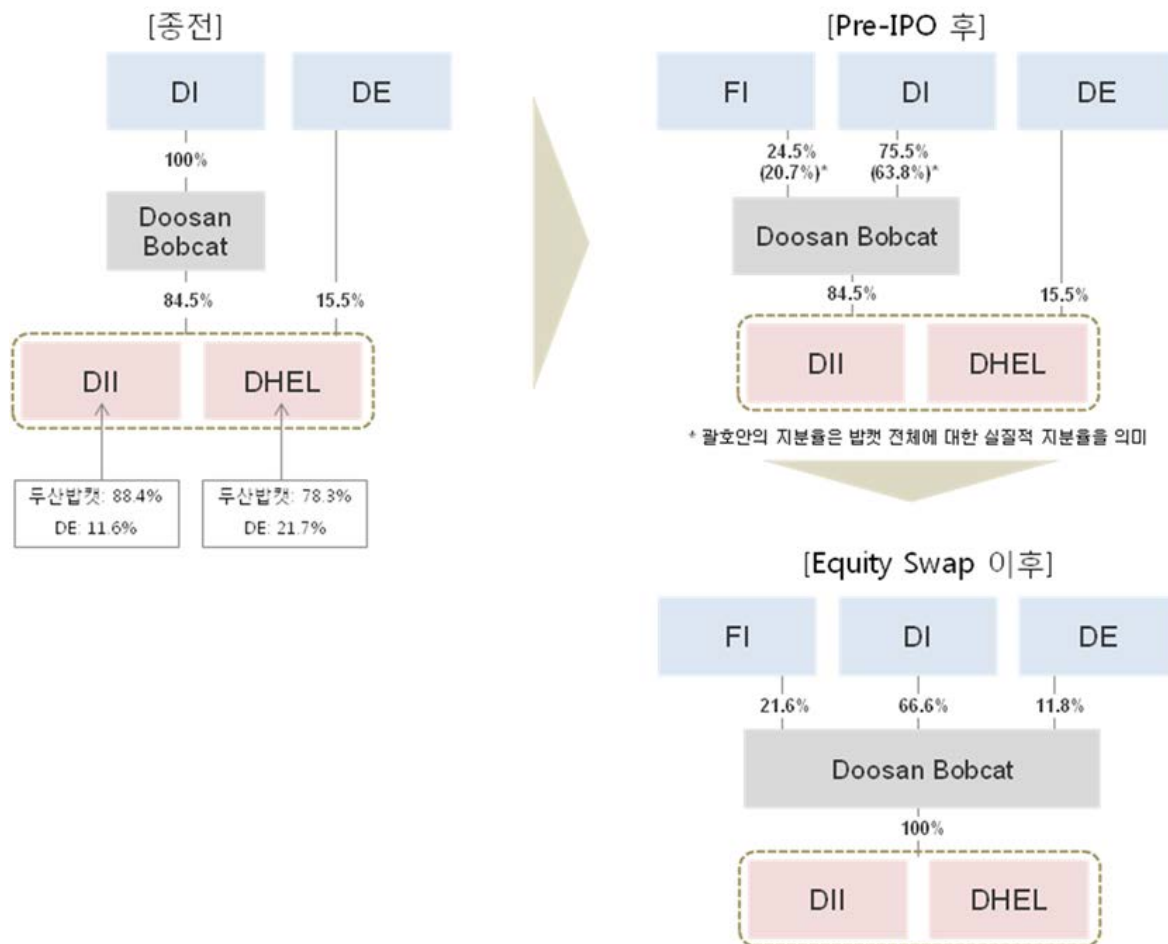 [종전]
DI
DE
100%
Doosan
Bobcat
84.5%
15.5%
DII
DHEL
두산밥캣: 88.4%
DE: 11.6%
두산밥캣: 78.3%
DE: 21.7%
[Pre-IPO 후]
FI
DI
DE
24.5%
(20.7%)*
75.5%
(63.8%)*
Doosan Bobcat
84.5%
15.5%
DII
DHEL
* 괄호안의 지분율은 밥캣 전체에 대한 실질적 지분율을 의미
[Equity Swap 이후]
FI
DI
DE
21.6%
66.6%
11.8%
Doosan Bobcat
100%
DII
DHEL